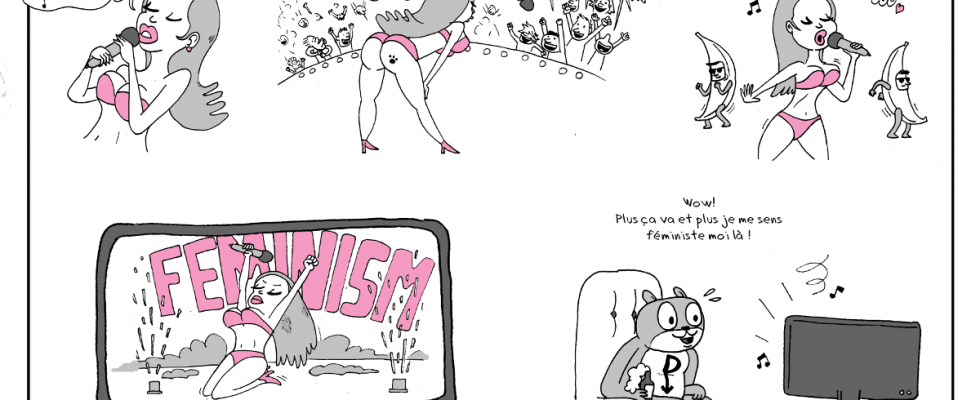 FEMINISM
Wow!
Plus ça va et plus je me sens
féministe moi là !
P